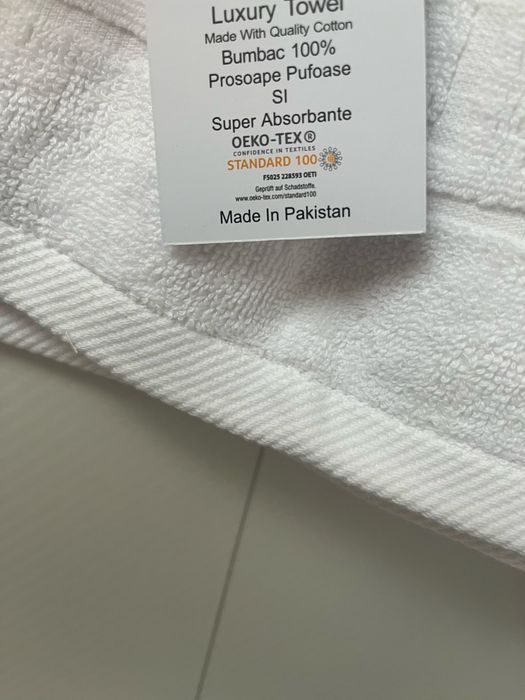 Luxury Towel
Made With Quality Cotton
Bumbac 100%
Prosoape Pufoase
SI
Super Absorbante
OEKO-TEX®
CONFIDENCE IN TEXTILES
STANDARD 100
FS025 228593 OETI
Geprüft auf Schadstoffe.
www.oeko-tex.com/standard100
Made In Pakistan